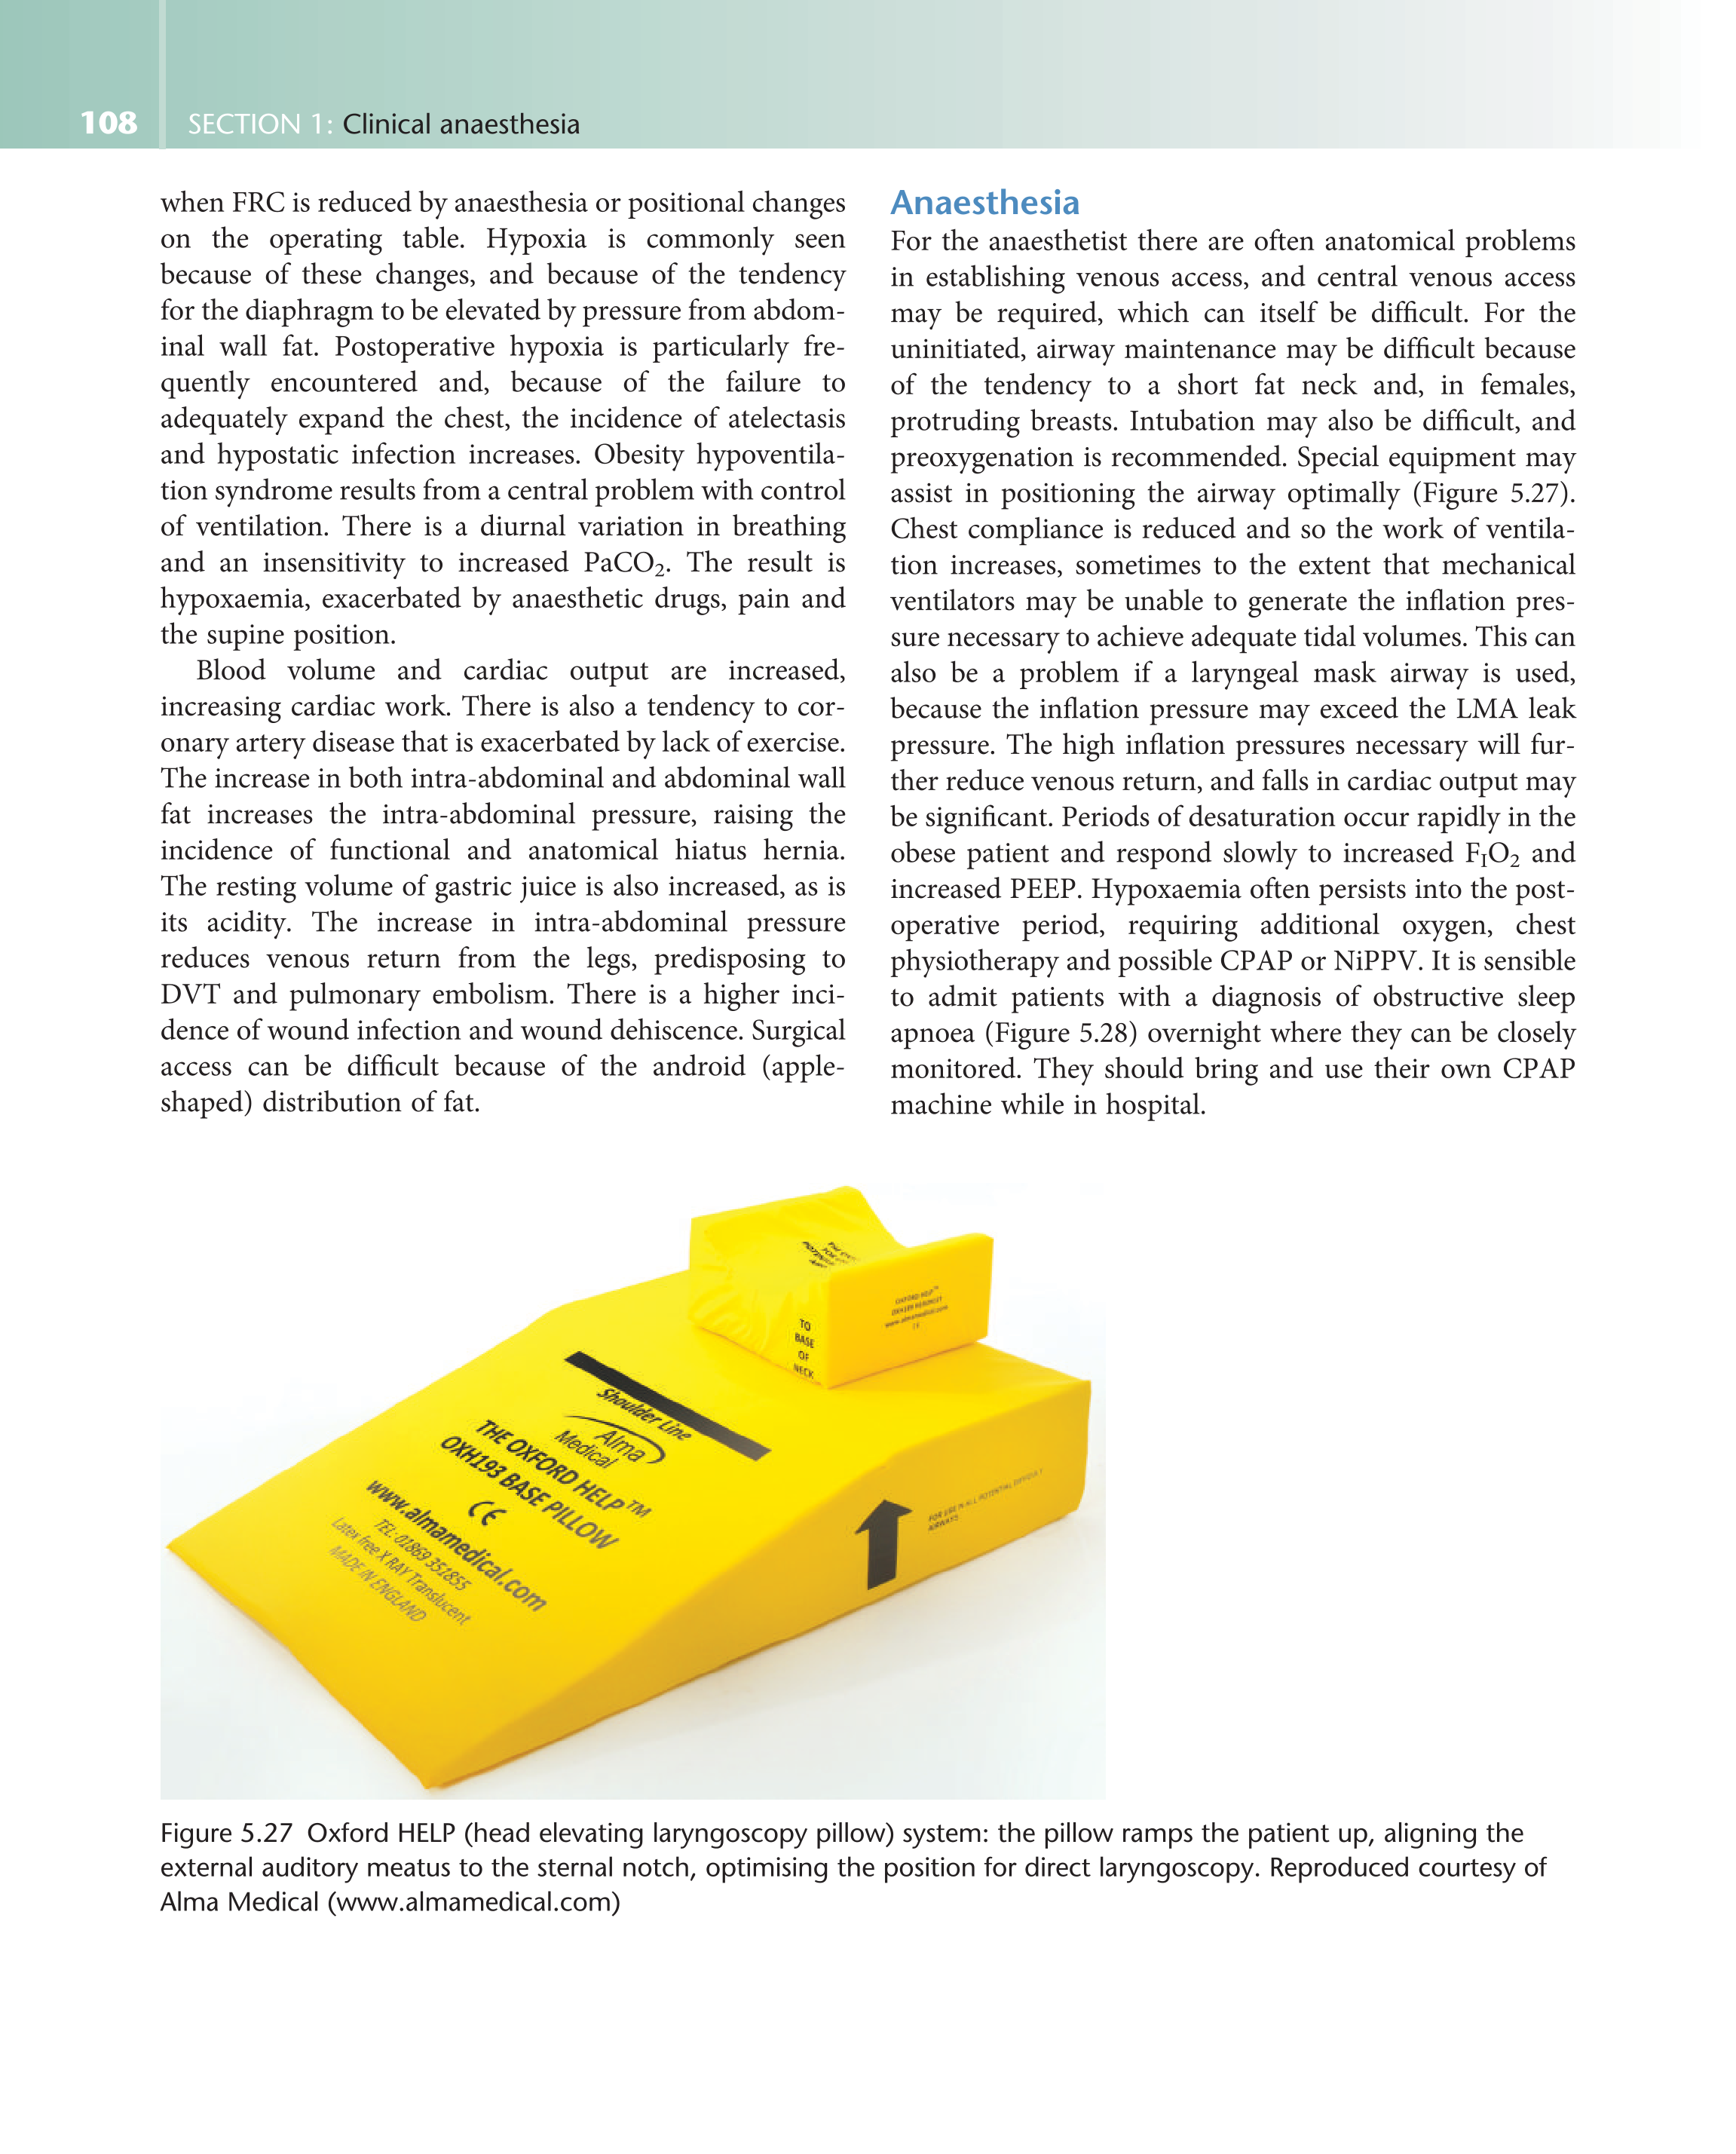 108
SECTION 1: Clinical anaesthesia
when FRC is reduced by anaesthesia or positional changes
on the operating table. Hypoxia is commonly seen
because of these changes, and because of the tendency
for the diaphragm to be elevated by pressure from abdom-
inal wall fat. Postoperative hypoxia is particularly fre-
quently encountered and, because of the failure to
adequately expand the chest, the incidence of atelectasis
and hypostatic infection increases. Obesity hypoventila-
tion syndrome results from a central problem with control
of ventilation. There is a diurnal variation in breathing
and an insensitivity to increased PaCO₂. The result is
hypoxaemia, exacerbated by anaesthetic drugs, pain and
the supine position.
Blood volume and cardiac output are increased,
increasing cardiac work. There is also a tendency to cor-
onary artery disease that is exacerbated by lack of exercise.
The increase in both intra-abdominal and abdominal wall
fat increases the intra-abdominal pressure, raising the
incidence of functional and anatomical hiatus hernia.
The resting volume of gastric juice is also increased, as is
its acidity. The increase in intra-abdominal pressure
reduces venous return from the legs, predisposing to
DVT and pulmonary embolism. There is a higher inci-
dence of wound infection and wound dehiscence. Surgical
access can be difficult because of the android (apple-
shaped) distribution of fat.
Anaesthesia
For the anaesthetist there are often anatomical problems
in establishing venous access, and central venous access
may be required, which can itself be difficult. For the
uninitiated, airway maintenance may be difficult because
of the tendency to a short fat neck and, in females,
protruding breasts. Intubation may also be difficult, and
preoxygenation is recommended. Special equipment may
assist in positioning the airway optimally (Figure 5.27).
Chest compliance is reduced and so the work of ventila-
tion increases, sometimes to the extent that mechanical
ventilators may be unable to generate the inflation pres-
sure necessary to achieve adequate tidal volumes. This can
also be a problem if a laryngeal mask airway is used,
because the inflation pressure may exceed the LMA leak
pressure. The high inflation pressures necessary will fur-
ther reduce venous return, and falls in cardiac output may
be significant. Periods of desaturation occur rapidly in the
obese patient and respond slowly to increased FIO₂ and
increased PEEP. Hypoxaemia often persists into the post-
operative period, requiring additional oxygen, chest
physiotherapy and possible CPAP or NiPPV. It is sensible
to admit patients with a diagnosis of obstructive sleep
apnoea (Figure 5.28) overnight where they can be closely
monitored. They should bring and use their own CPAP
machine while in hospital.
TO
BASE
OF
NECK
OXFORD HELP™
www.almamedical.com
CE
Shoulder Line
Alma
Medical
THE OXFORD HELP™
OXH193 BASE PILLOW
CE
www.almamedical.com
TEL: 01869 351855
Latex free X RAY Translucent
MADE IN ENGLAND
FOR USE IN ALL POTENTIAL DIFFICULT
AIRWAYS
Figure 5.27 Oxford HELP (head elevating laryngoscopy pillow) system: the pillow ramps the patient up, aligning the
external auditory meatus to the sternal notch, optimising the position for direct laryngoscopy. Reproduced courtesy of
Alma Medical (www.almamedical.com)